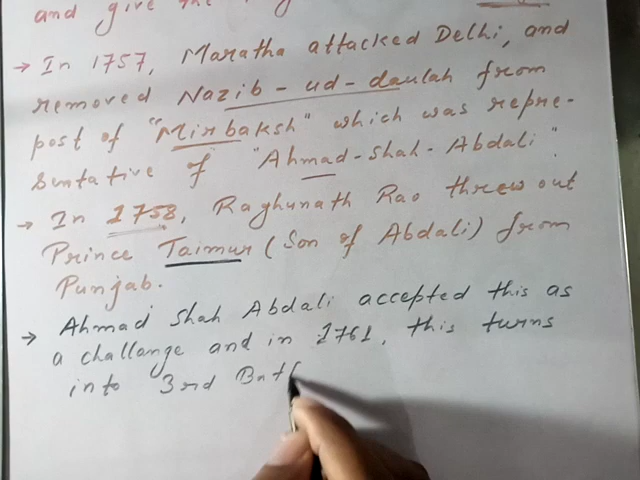 and give the
→ In 1757, Maratha attacked Delhi, and
removed Nazib-ud-daulah from
post of "Mirbaksh" which was repre-
sentative of "Ahmad-Shah-Abdali".
→ In 1758, Raghunath Rao threw out
Prince Taimur (Son of Abdali) from
Punjab.
→ Ahmad Shah Abdali accepted this as
a challange and in 1761, this turns
into 3rd Batt